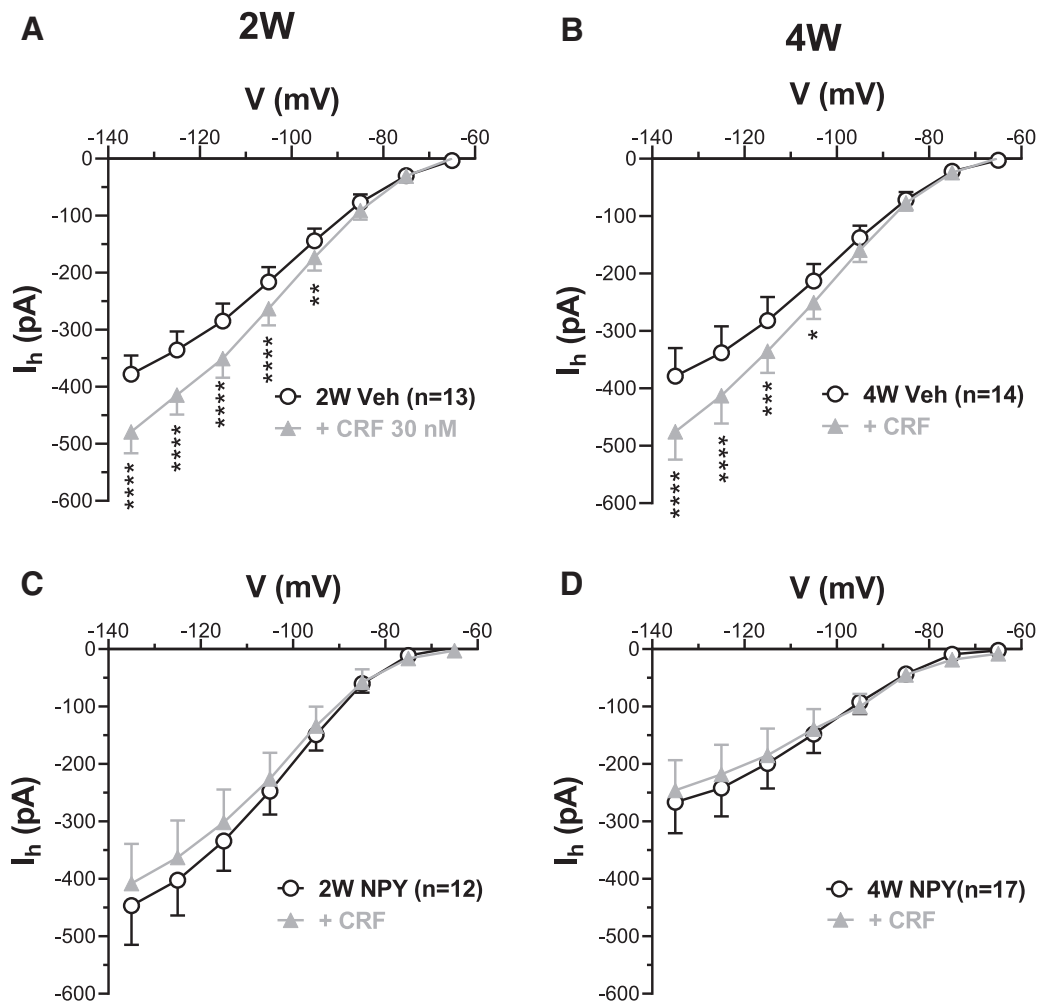 A 2W
B 4W
V (mV)
-140 -120 -100 -80 -60
0
-100
-200
-300
-400
-500
-600
Ih (pA)
**
****
****
****
****
2W Veh (n=13)
+ CRF 30 nM
V (mV)
-140 -120 -100 -80 -60
0
-100
-200
-300
-400
-500
-600
Ih (pA)
*
***
****
****
4W Veh (n=14)
+ CRF
C
V (mV)
-140 -120 -100 -80 -60
0
-100
-200
-300
-400
-500
-600
Ih (pA)
2W NPY (n=12)
+ CRF
D
V (mV)
-140 -120 -100 -80 -60
0
-100
-200
-300
-400
-500
-600
Ih (pA)
4W NPY(n=17)
+ CRF